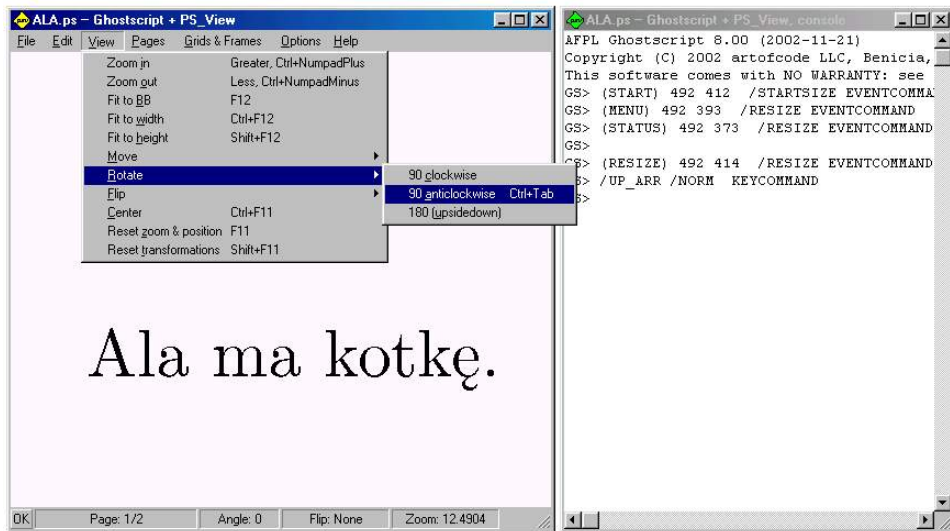 ALA.ps – Ghostscript + PS_View
File Edit View Pages Grids & Frames Options Help
Zoom in Greater, Ctrl+NumpadPlus
Zoom out Less, Ctrl+NumpadMinus
Fit to BB F12
Fit to width Ctrl+F12
Fit to height Shift+F12
Move
Rotate
Flip
Center Ctrl+F11
Reset zoom & position F11
Reset transformations Shift+F11
90 clockwise
90 anticlockwise Ctrl+Tab
180 (upsidedown)
Ala ma kotkę.
OK Page: 1/2 Angle: 0 Flip: None Zoom: 12.4904
ALA.ps – Ghostscript + PS_View, console
AFPL Ghostscript 8.00 (2002-11-21)
Copyright (C) 2002 artofcode LLC, Benicia,
This software comes with NO WARRANTY: see
GS> (START) 492 412 /STARTSIZE EVENTCOMMA
GS> (MENU) 492 393 /RESIZE EVENTCOMMAND
GS> (STATUS) 492 373 /RESIZE EVENTCOMMAND
GS>
GS> (RESIZE) 492 414 /RESIZE EVENTCOMMAND
S> /UP_ARR /NORM KEYCOMMAND
S>